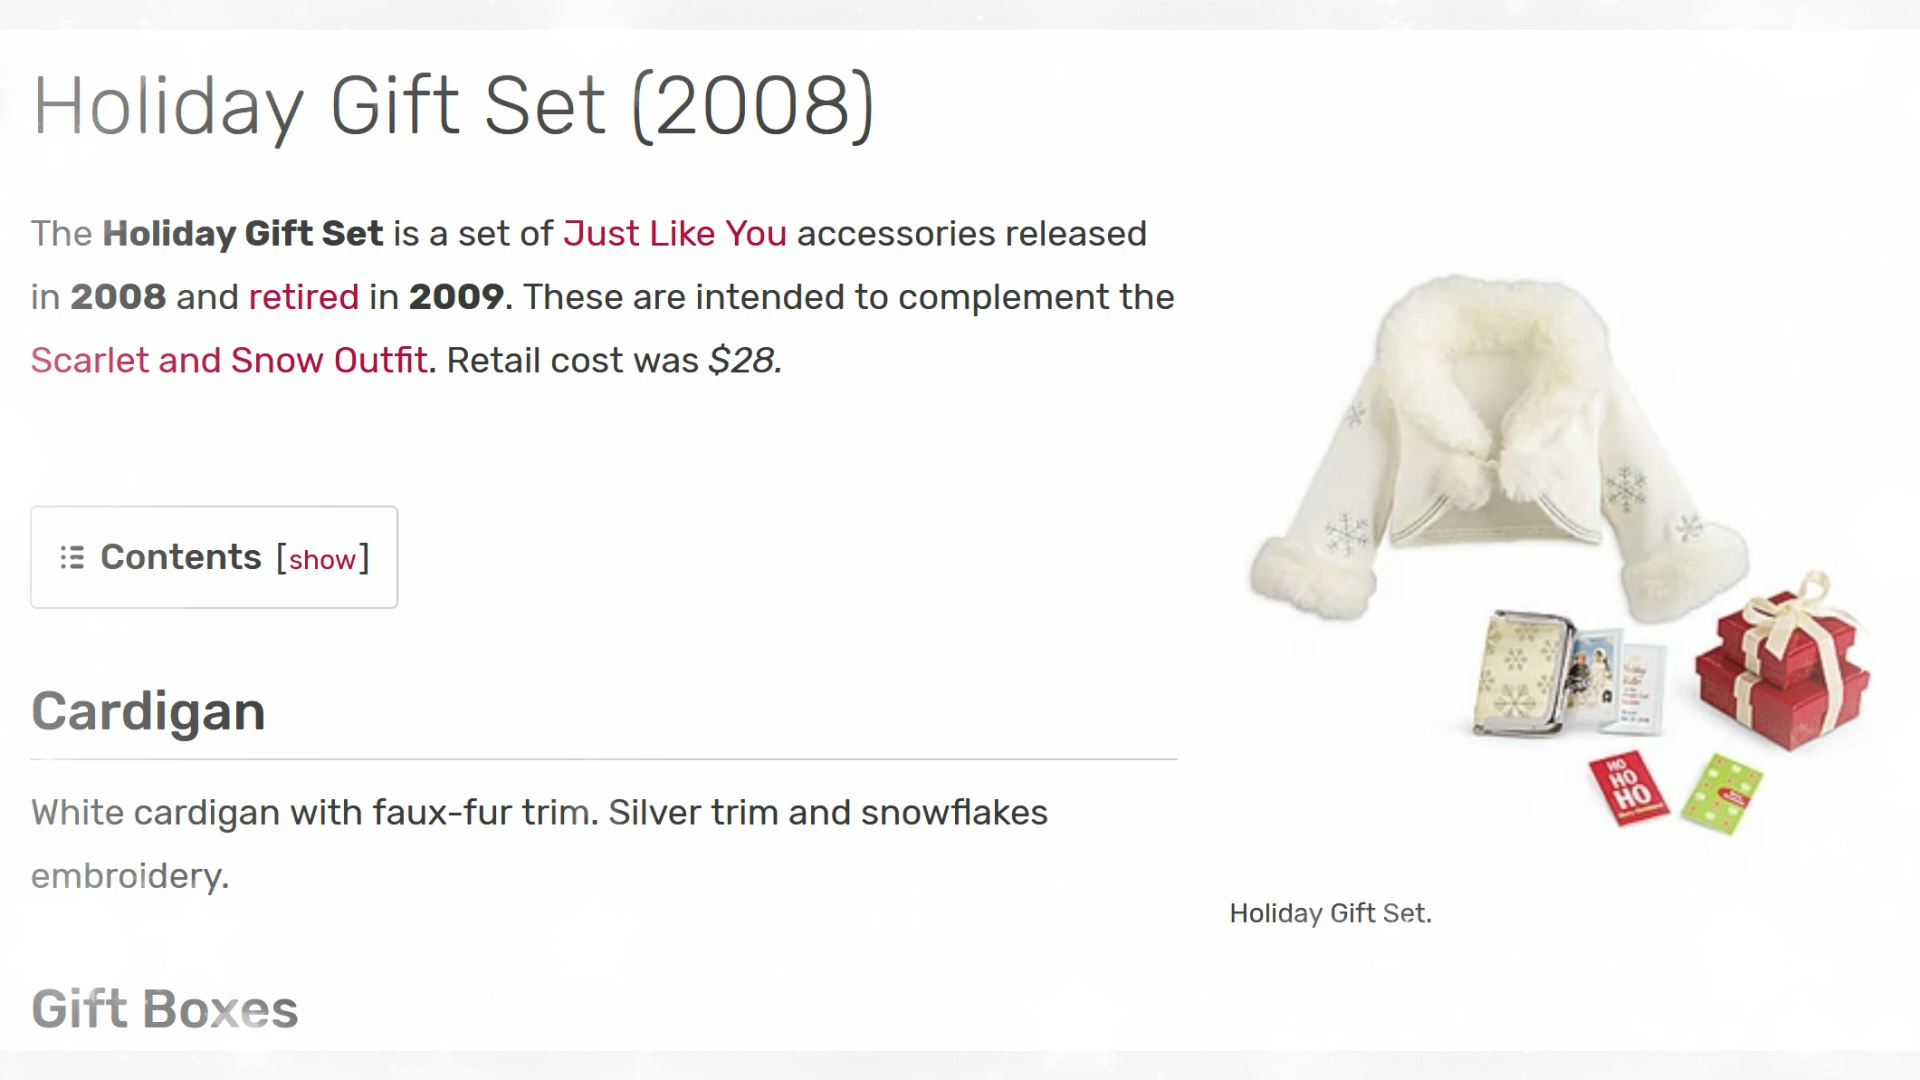 Holiday Gift Set (2008)
The Holiday Gift Set is a set of Just Like You accessories released
in 2008 and retired in 2009. These are intended to complement the
Scarlet and Snow Outfit. Retail cost was $28.
Contents [show]
Cardigan
White cardigan with faux-fur trim. Silver trim and snowflakes
embroidery.
HO
HO
HO
Holiday Gift Set.
Gift Boxes